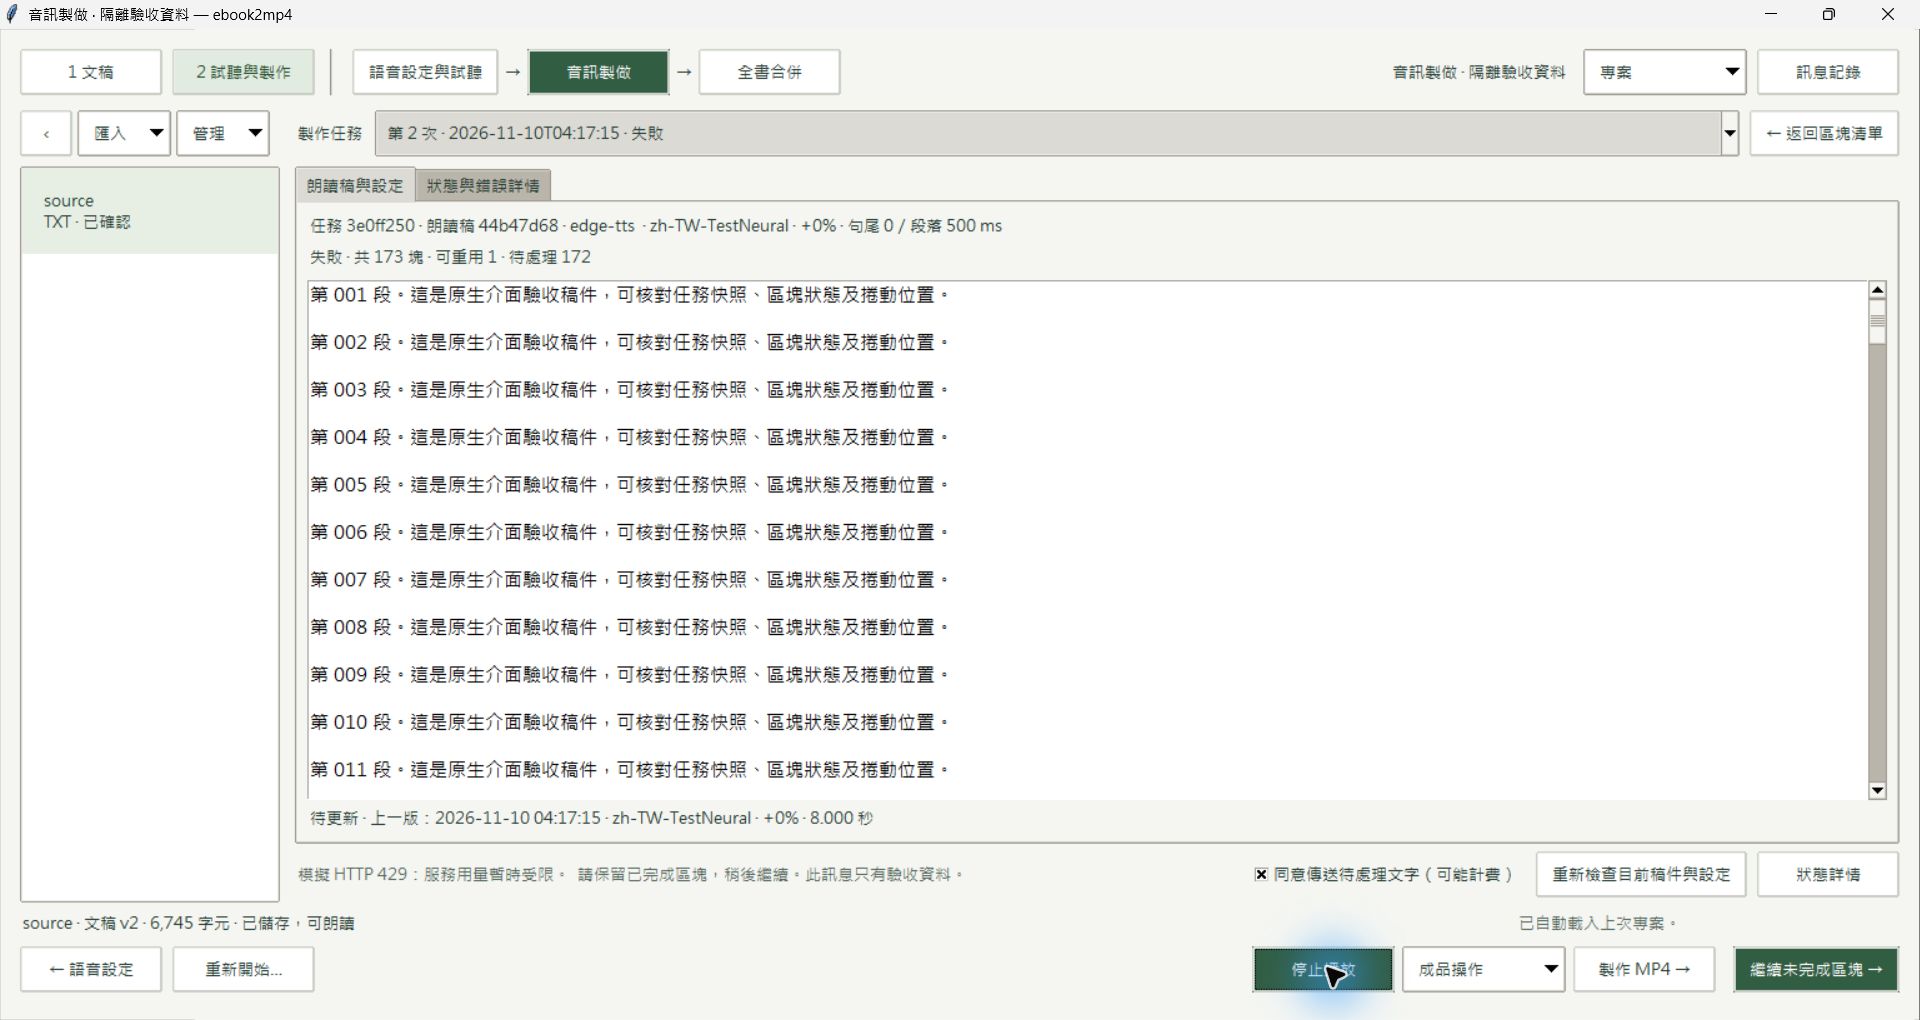 音訊製做 · 隔離驗收資料 — ebook2mp4
1 文稿
2 試聽與製作
語音設定與試聽
→
音訊製做
→
全書合併
音訊製做 · 隔離驗收資料
專案
訊息記錄
‹
匯入
管理
製作任務
第 2 次 · 2026-11-10T04:17:15 · 失敗
← 返回區塊清單
source
TXT · 已確認
朗讀稿與設定
狀態與錯誤詳情
任務 3e0ff250 · 朗讀稿 44b47d68 · edge-tts · zh-TW-TestNeural · +0% · 句尾 0 / 段落 500 ms
失敗 · 共 173 塊 · 可重用 1 · 待處理 172
第 001 段。這是原生介面驗收稿件，可核對任務快照、區塊狀態及捲動位置。
第 002 段。這是原生介面驗收稿件，可核對任務快照、區塊狀態及捲動位置。
第 003 段。這是原生介面驗收稿件，可核對任務快照、區塊狀態及捲動位置。
第 004 段。這是原生介面驗收稿件，可核對任務快照、區塊狀態及捲動位置。
第 005 段。這是原生介面驗收稿件，可核對任務快照、區塊狀態及捲動位置。
第 006 段。這是原生介面驗收稿件，可核對任務快照、區塊狀態及捲動位置。
第 007 段。這是原生介面驗收稿件，可核對任務快照、區塊狀態及捲動位置。
第 008 段。這是原生介面驗收稿件，可核對任務快照、區塊狀態及捲動位置。
第 009 段。這是原生介面驗收稿件，可核對任務快照、區塊狀態及捲動位置。
第 010 段。這是原生介面驗收稿件，可核對任務快照、區塊狀態及捲動位置。
第 011 段。這是原生介面驗收稿件，可核對任務快照、區塊狀態及捲動位置。
待更新 · 上一版：2026-11-10 04:17:15 · zh-TW-TestNeural · +0% · 8.000 秒
模擬 HTTP 429：服務用量暫時受限。 請保留已完成區塊，稍後繼續。此訊息只有驗收資料。
同意傳送待處理文字（可能計費）
重新檢查目前稿件與設定
狀態詳情
source · 文稿 v2 · 6,745 字元 · 已儲存，可朗讀
已自動載入上次專案。
← 語音設定
重新開始...
停止播放
成品操作
製作 MP4 →
繼續未完成區塊 →